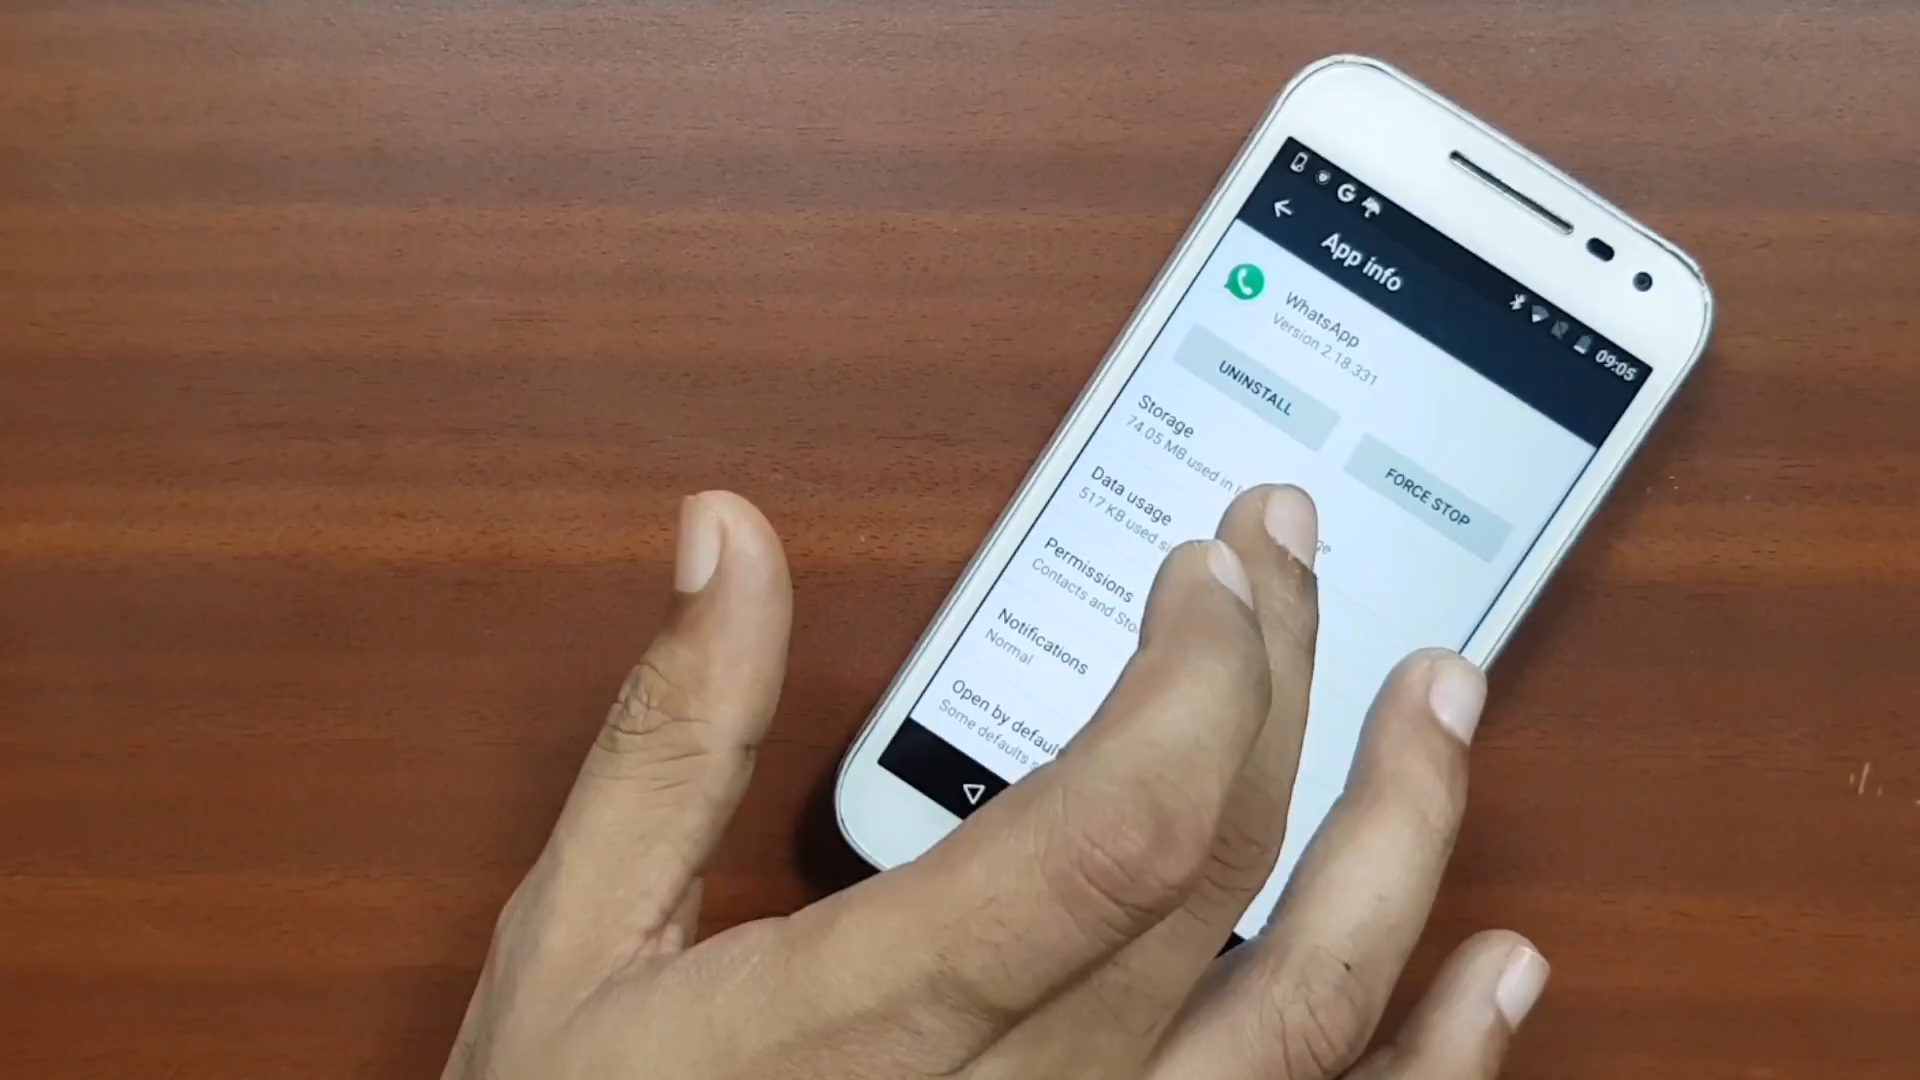 09:05
App info
WhatsApp
Version 2.18.331
UNINSTALL
FORCE STOP
Storage
74.05 MB used in
Data usage
517 KB used
Permissions
Contacts and
Notifications
Normal
Open by
Some defaults